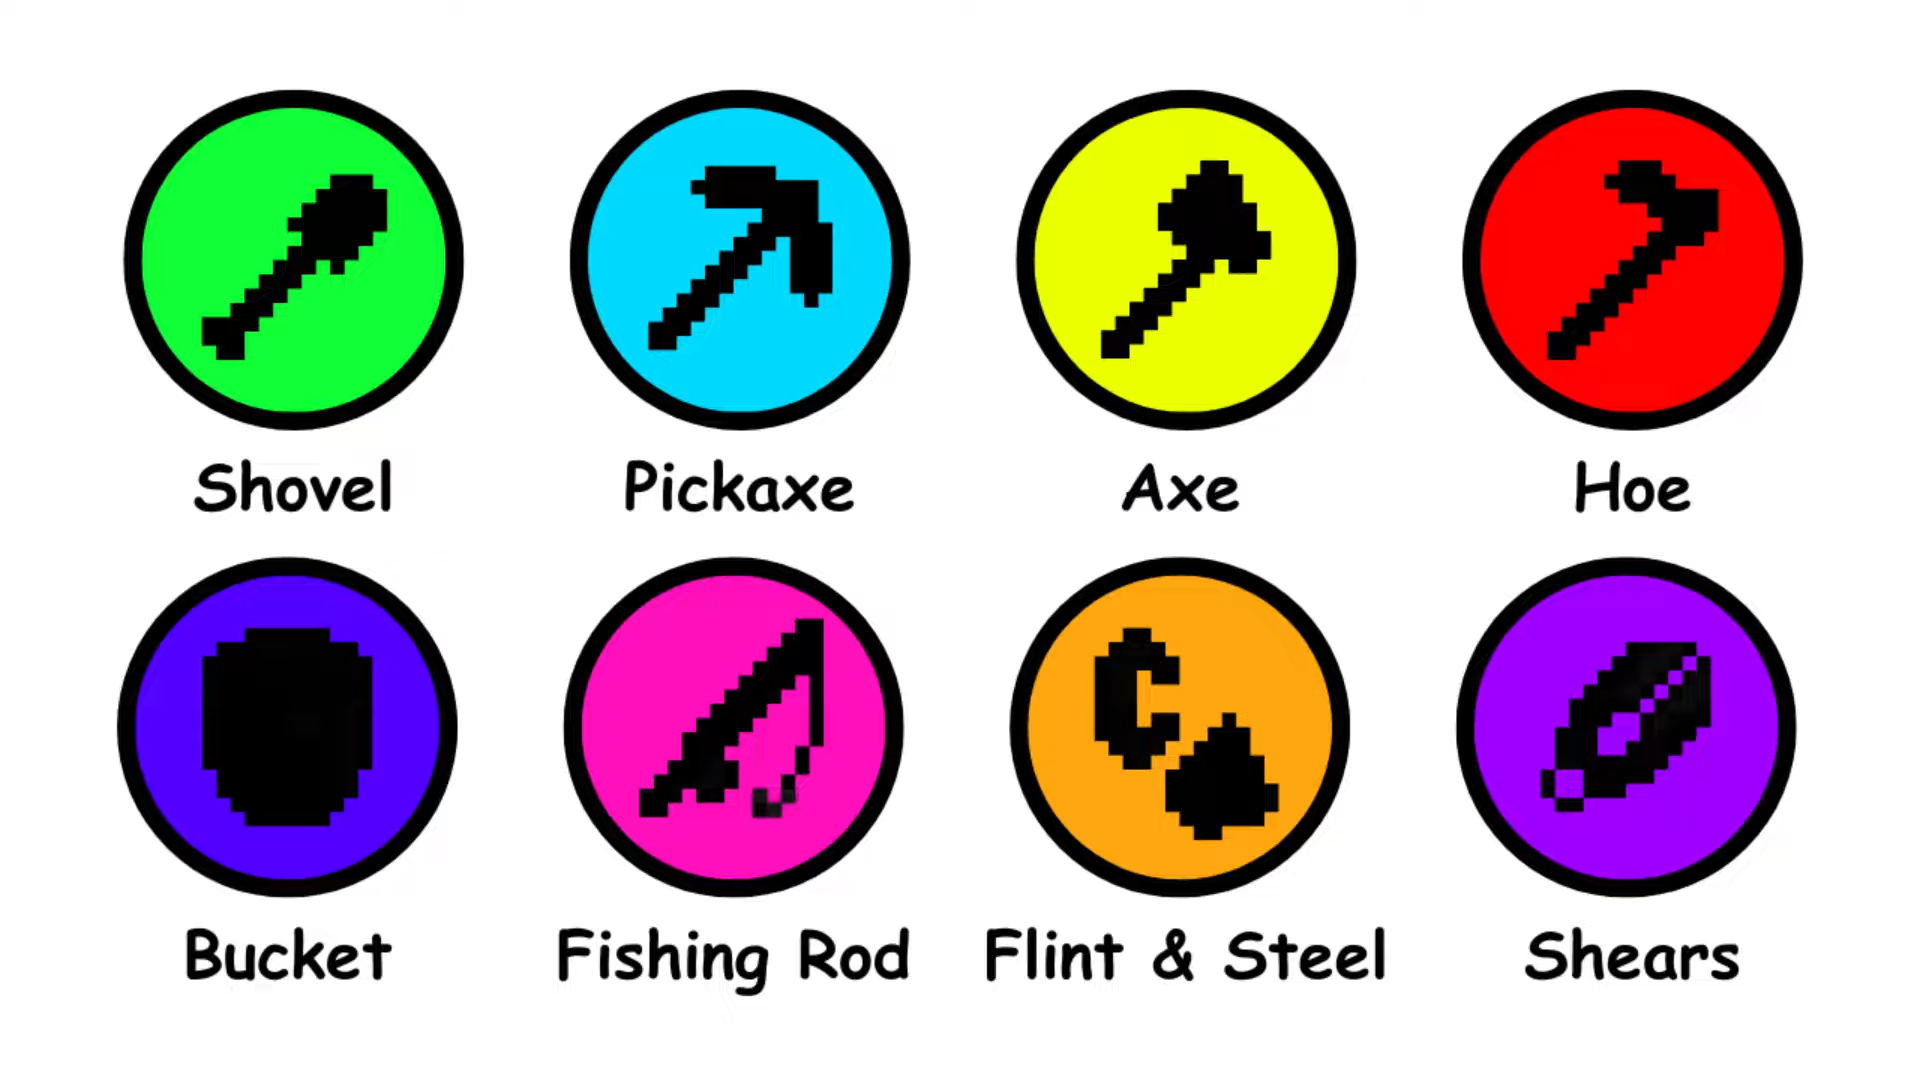 Shovel
Pickaxe
Axe
Hoe
Bucket
Fishing Rod
Flint & Steel
Shears